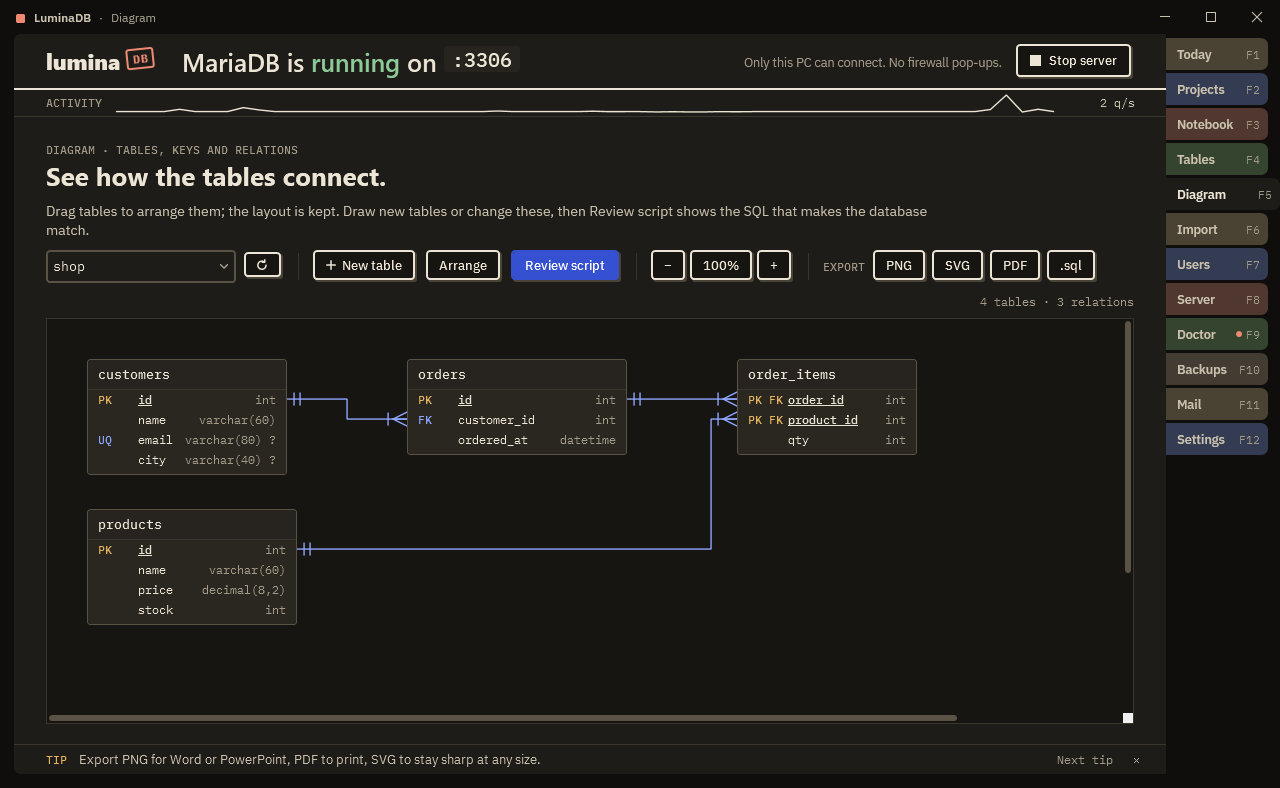 LuminaDB · Diagram
lumina DB MariaDB is running on :3306
Only this PC can connect. No firewall pop-ups.
Stop server
ACTIVITY
2 q/s
DIAGRAM · TABLES, KEYS AND RELATIONS
See how the tables connect.
Drag tables to arrange them; the layout is kept. Draw new tables or change these, then Review script shows the SQL that makes the database
match.
shop
+ New table
Arrange
Review script
− 100% +
EXPORT PNG SVG PDF .sql
4 tables · 3 relations
customers
PK id int
name varchar(60)
UQ email varchar(80) ?
city varchar(40) ?
orders
PK id int
FK customer_id int
ordered_at datetime
order_items
PK FK order_id int
PK FK product_id int
qty int
products
PK id int
name varchar(60)
price decimal(8,2)
stock int
TIP Export PNG for Word or PowerPoint, PDF to print, SVG to stay sharp at any size.
Next tip ×
Today F1
Projects F2
Notebook F3
Tables F4
Diagram F5
Import F6
Users F7
Server F8
Doctor F9
Backups F10
Mail F11
Settings F12